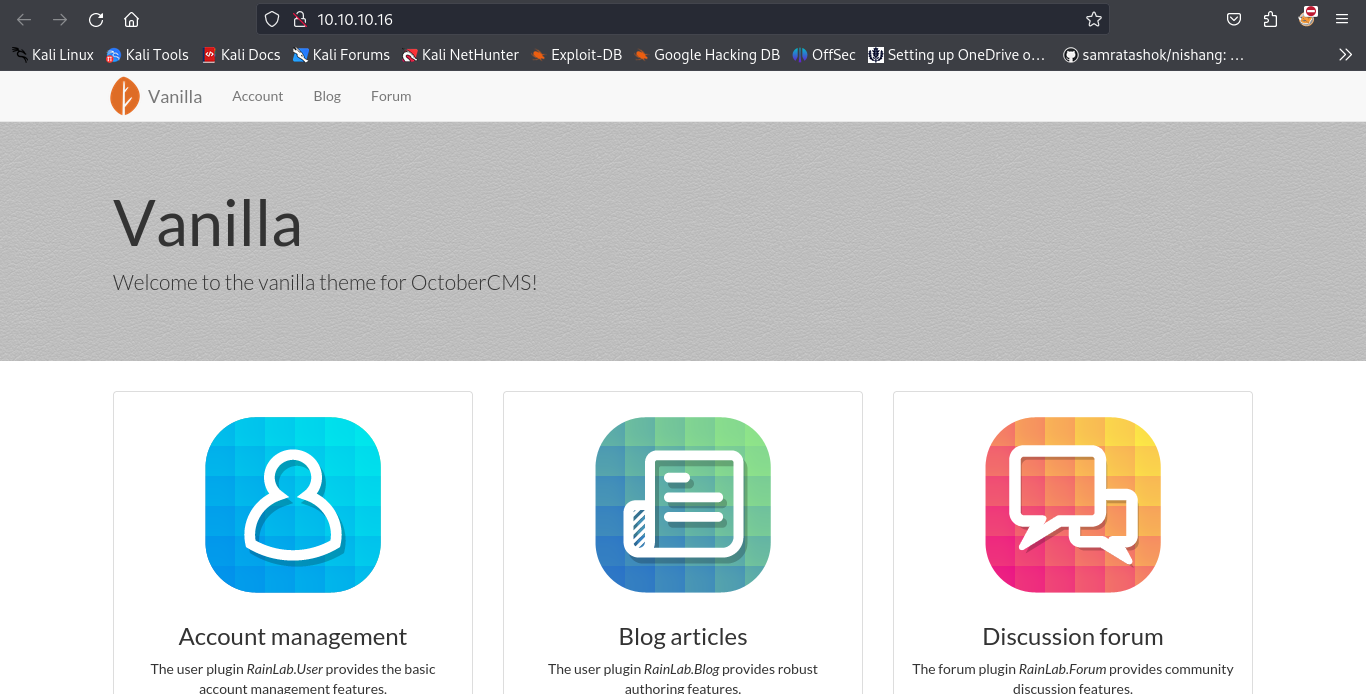 10.10.10.16
Kali Linux Kali Tools Kali Docs Kali Forums Kali NetHunter Exploit-DB Google Hacking DB OffSec Setting up OneDrive o… samratashok/nishang: …
Vanilla Account Blog Forum
Vanilla
Welcome to the vanilla theme for OctoberCMS!
Account management
The user plugin RainLab.User provides the basic
account management features.
Blog articles
The user plugin RainLab.Blog provides robust
authoring features.
Discussion forum
The forum plugin RainLab.Forum provides community
discussion features.